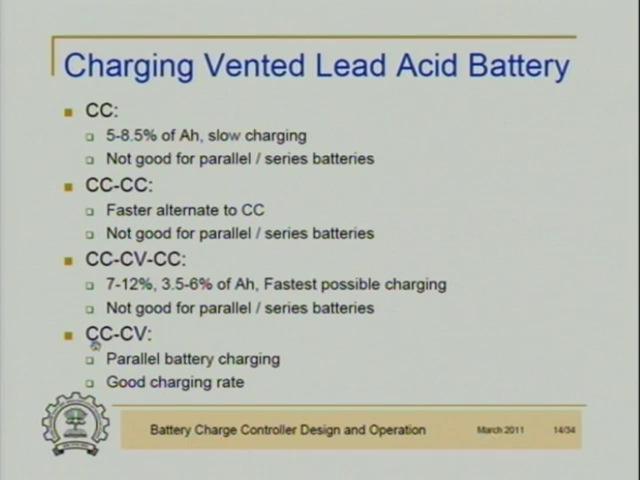 Charging Vented Lead Acid Battery
CC:
5-8.5% of Ah, slow charging
Not good for parallel / series batteries
CC-CC:
Faster alternate to CC
Not good for parallel / series batteries
CC-CV-CC:
7-12%, 3.5-6% of Ah, Fastest possible charging
Not good for parallel / series batteries
CC-CV:
Parallel battery charging
Good charging rate
Battery Charge Controller Design and Operation
March 2011
14/34